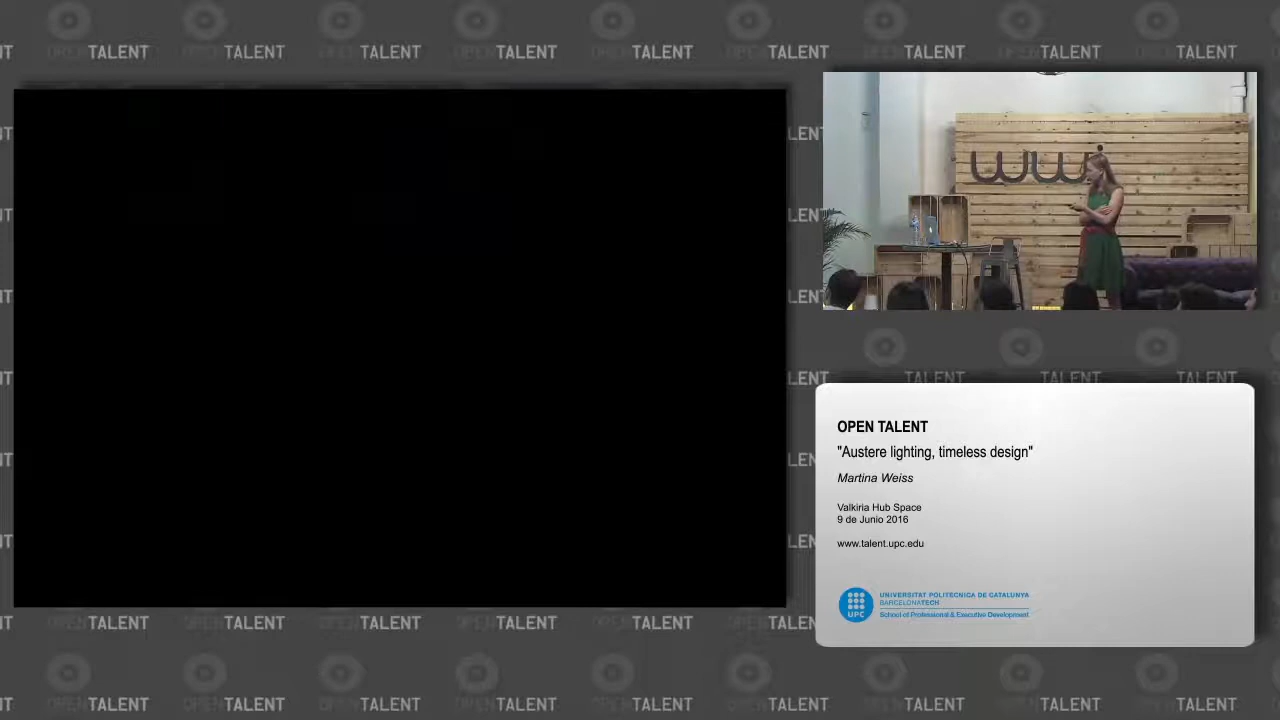 OPEN TALENT
"Austere lighting, timeless design"
Martina Weiss
Valkiria Hub Space
9 de Junio 2016
www.talent.upc.edu
UPC
UNIVERSITAT POLITÈCNICA DE CATALUNYA
BARCELONATECH
School of Professional & Executive Development